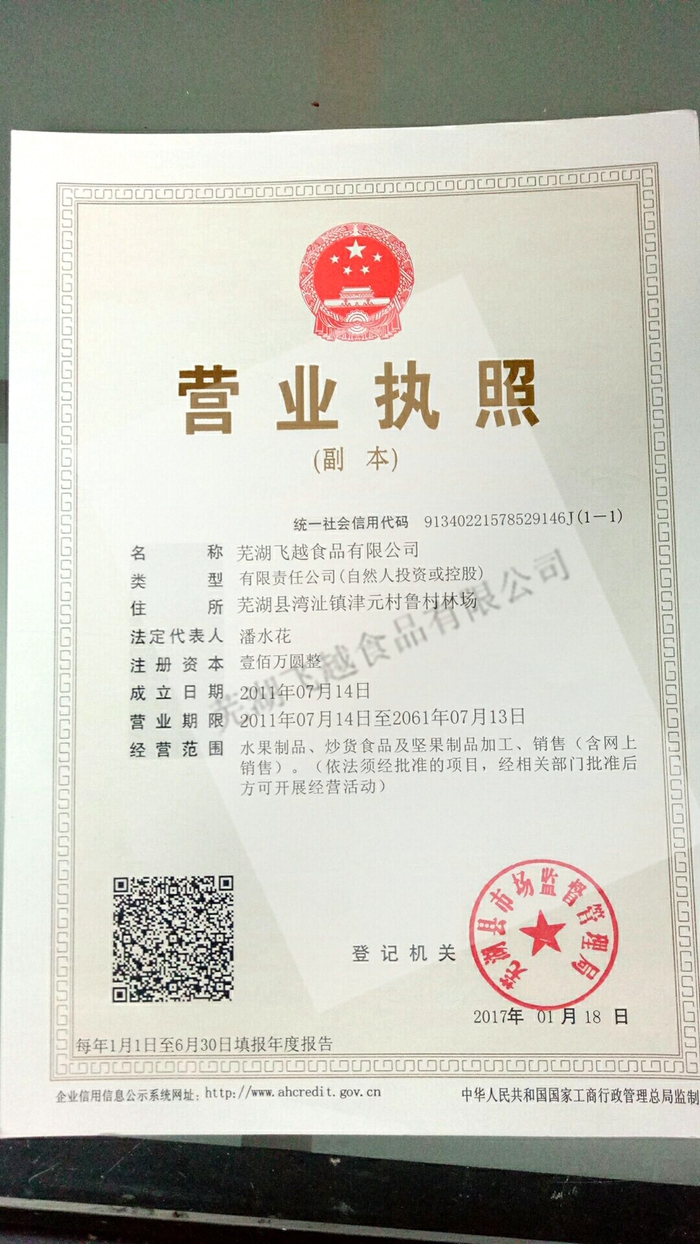 营业执照
(副 本)
统一社会信用代码 91340221578529146J(1-1)
名 称 芜湖飞越食品有限公司
类 型 有限责任公司(自然人投资或控股)
住 所 芜湖县湾沚镇津元村鲁村林场
法定代表人 潘水花
注册资本 壹佰万圆整
成立日期 2011年07月14日
营业期限 2011年07月14日至2061年07月13日
经营范围 水果制品、炒货食品及坚果制品加工、销售（含网上
销售）。（依法须经批准的项目，经相关部门批准后
方可开展经营活动）
芜湖飞越食品有限公司
登记机关
芜湖县市场监督管理局
2017年 01月18日
每年1月1日至6月30日填报年度报告
企业信用信息公示系统网址：http://www.ahcredit.gov.cn
中华人民共和国国家工商行政管理总局监制